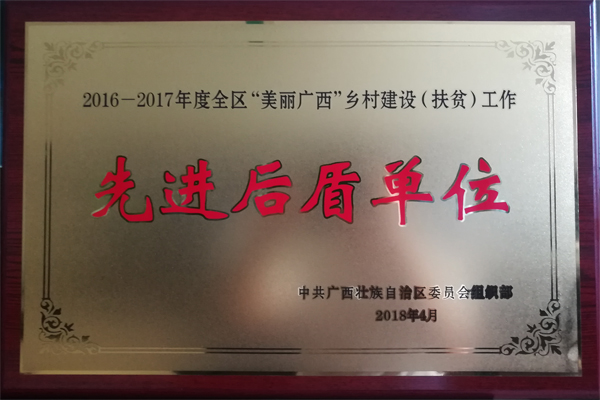 2016－2017年度全区“美丽广西”乡村建设（扶贫）工作
先进后盾单位
中共广西壮族自治区委员会组织部
2018年4月